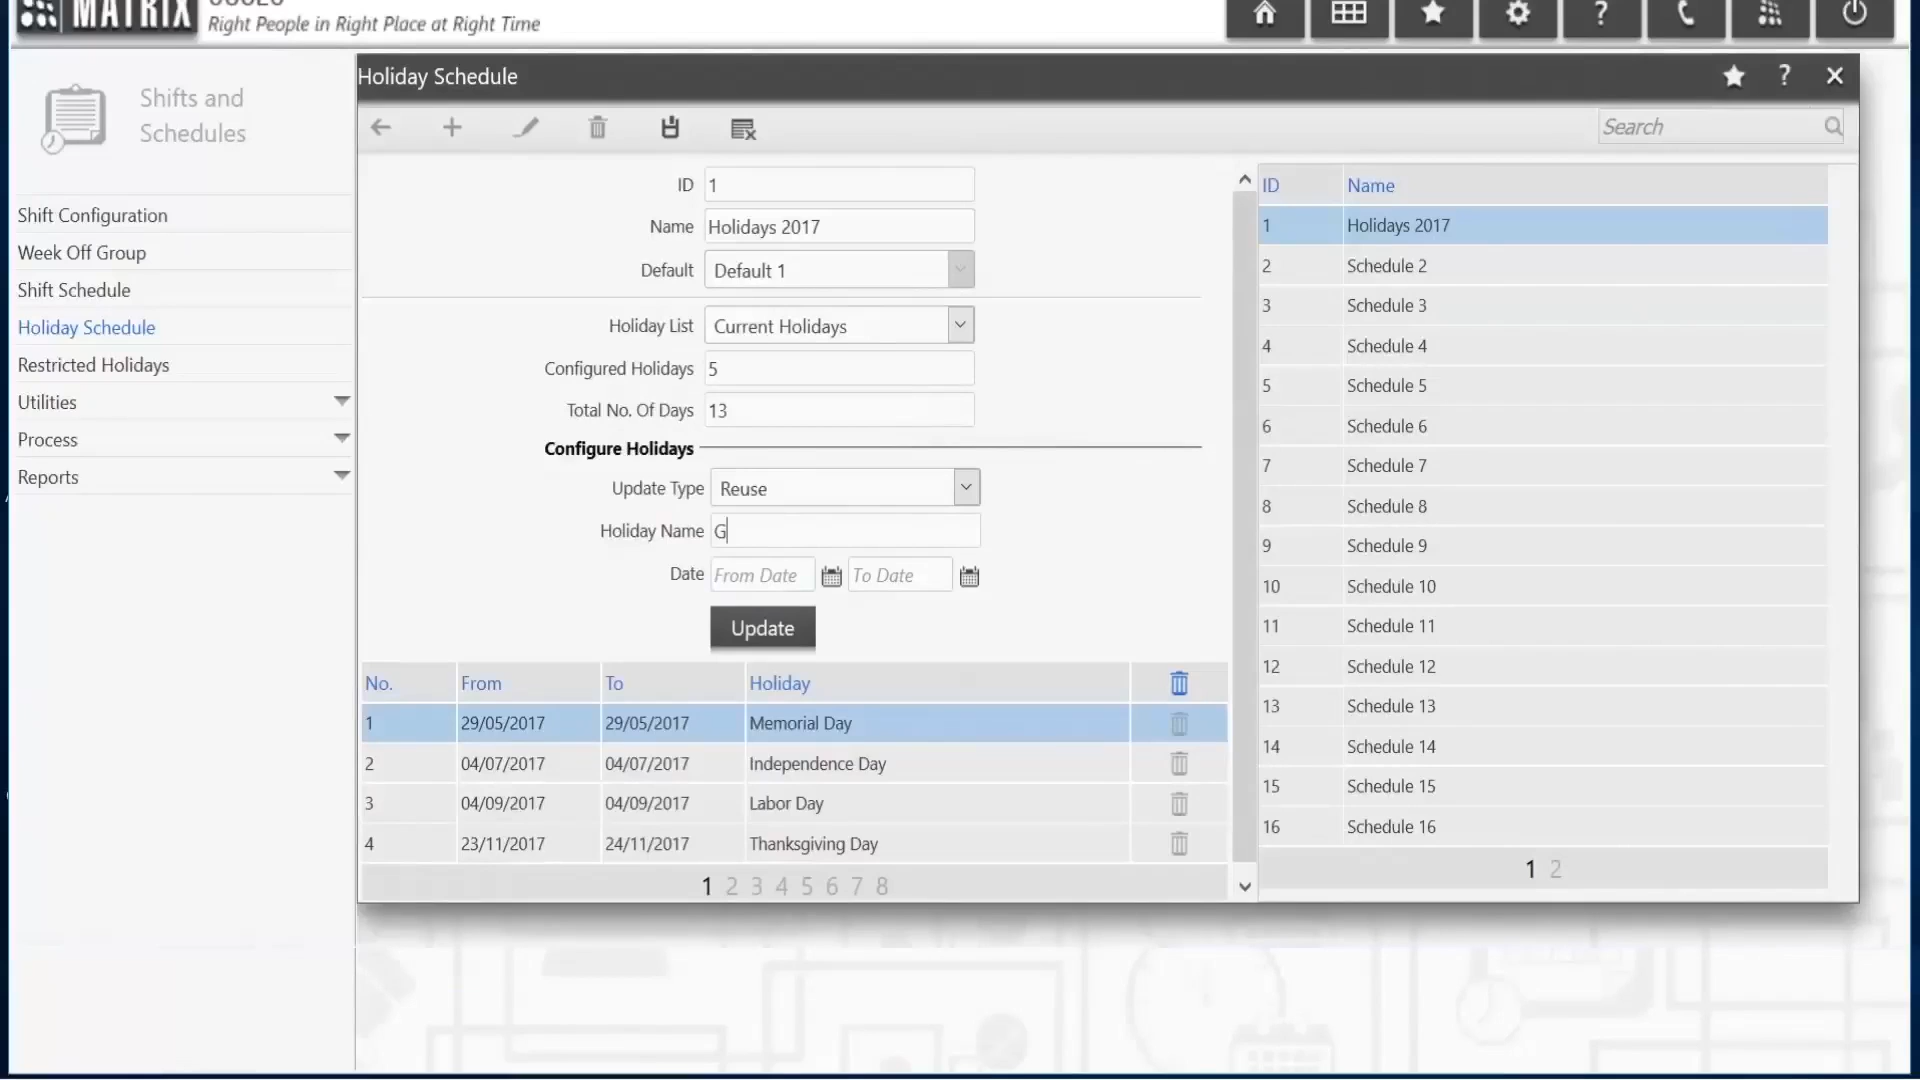 MATRIX
Right People in Right Place at Right Time
Shifts and
Schedules
Shift Configuration
Week Off Group
Shift Schedule
Holiday Schedule
Restricted Holidays
Utilities
Process
Reports
Holiday Schedule
? ×
Search
ID 1
Name Holidays 2017
Default Default 1
Holiday List Current Holidays
Configured Holidays 5
Total No. Of Days 13
Configure Holidays
Update Type Reuse
Holiday Name G
Date From Date To Date
Update
No. From To Holiday
1 29/05/2017 29/05/2017 Memorial Day
2 04/07/2017 04/07/2017 Independence Day
3 04/09/2017 04/09/2017 Labor Day
4 23/11/2017 24/11/2017 Thanksgiving Day
1 2 3 4 5 6 7 8
ID Name
1 Holidays 2017
2 Schedule 2
3 Schedule 3
4 Schedule 4
5 Schedule 5
6 Schedule 6
7 Schedule 7
8 Schedule 8
9 Schedule 9
10 Schedule 10
11 Schedule 11
12 Schedule 12
13 Schedule 13
14 Schedule 14
15 Schedule 15
16 Schedule 16
1 2